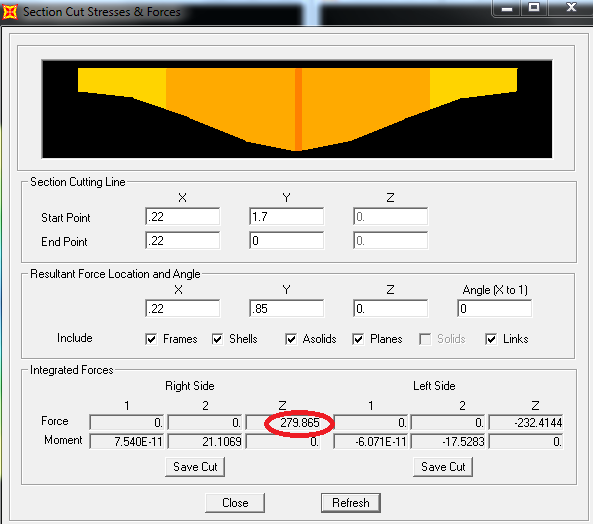 Section Cut Stresses & Forces
Section Cutting Line
X Y Z
Start Point .22 1.7 0.
End Point .22 0 0.
Resultant Force Location and Angle
X Y Z Angle (X to 1)
.22 .85 0. 0
Include Frames Shells Asolids Planes Solids Links
Integrated Forces
Right Side Left Side
1 2 Z 1 2 Z
Force 0. 0. 279.865 0. 0. -232.4144
Moment 7.540E-11 21.1069 0. -6.071E-11 -17.5283 0.
Save Cut Save Cut
Close Refresh